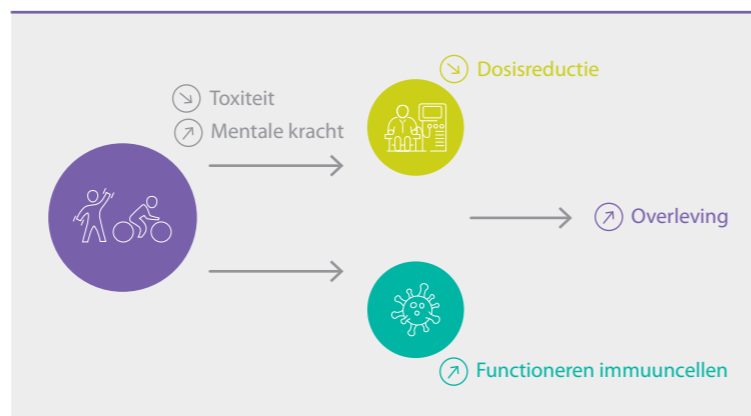 Dosisreductie
Toxiteit
Mentale kracht
Overleving
Functioneren immuuncellen